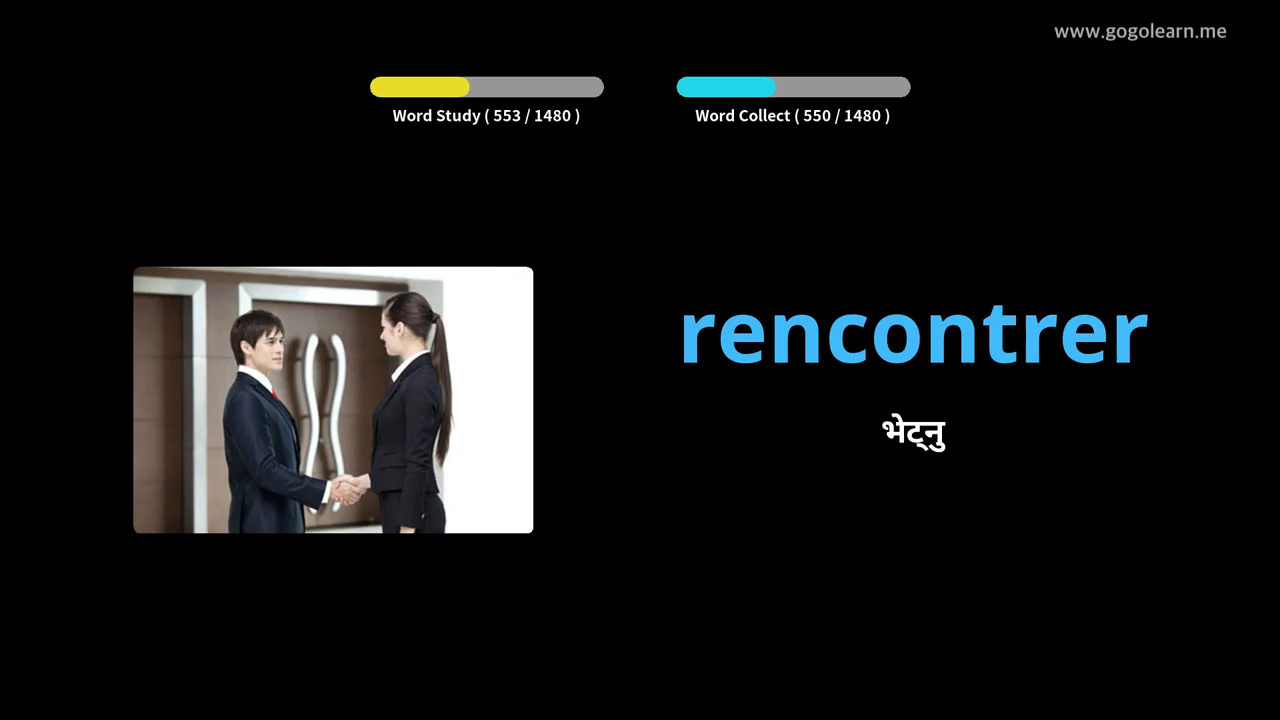 www.gogolearn.me
Word Study ( 553 / 1480 )
Word Collect ( 550 / 1480 )
rencontrer
भेट्नु